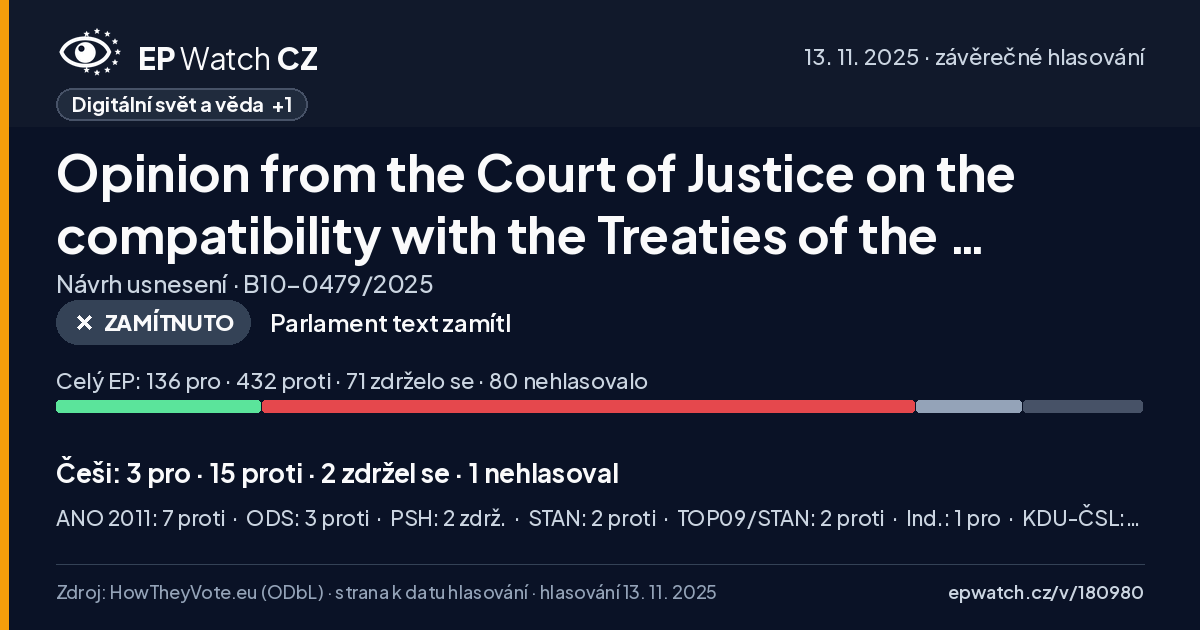 EP Watch CZ
13. 11. 2025 · závěrečné hlasování
Digitální svět a věda +1
Opinion from the Court of Justice on the
compatibility with the Treaties of the …
Návrh usnesení · B10-0479/2025
✕ ZAMÍTNUTO Parlament text zamítl
Celý EP: 136 pro · 432 proti · 71 zdrželo se · 80 nehlasovalo
Češi: 3 pro · 15 proti · 2 zdržel se · 1 nehlasoval
ANO 2011: 7 proti · ODS: 3 proti · PSH: 2 zdrž. · STAN: 2 proti · TOP09/STAN: 2 proti · Ind.: 1 pro · KDU-ČSL:…
Zdroj: HowTheyVote.eu (ODbL) · strana k datu hlasování · hlasování 13. 11. 2025
epwatch.cz/v/180980